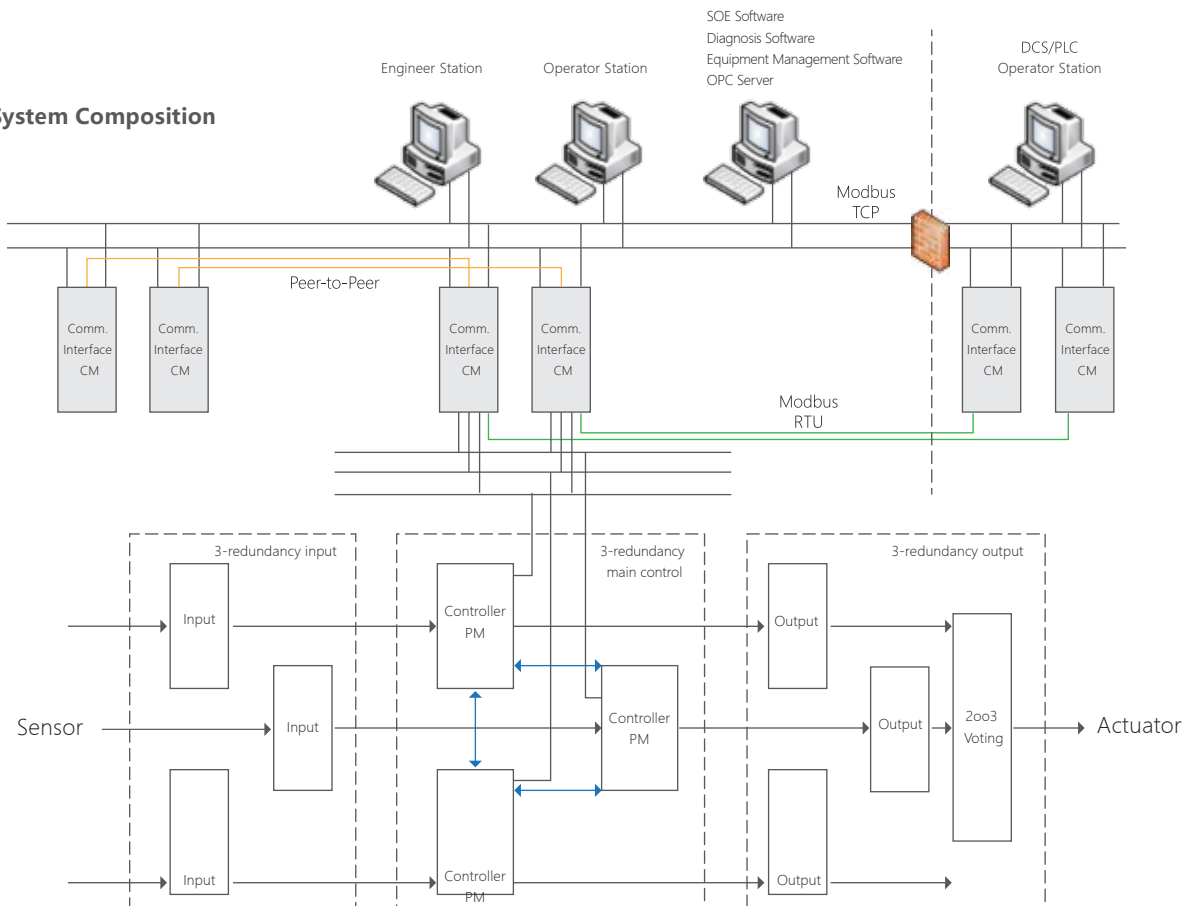 SOE Software
Diagnosis Software
Equipment Management Software
OPC Server
DCS/PLC
Operator Station
Engineer Station
Operator Station
System Composition
Modbus
TCP
Peer-to-Peer
Comm.
Interface
CM
Comm.
Interface
CM
Comm.
Interface
CM
Comm.
Interface
CM
Comm.
Interface
CM
Comm.
Interface
CM
Modbus
RTU
3-redundancy input
3-redundancy
main control
3-redundancy output
Input
Controller
PM
Output
Sensor
Input
Controller
PM
Output
2oo3
Voting
Actuator
Input
Controller
PM
Output